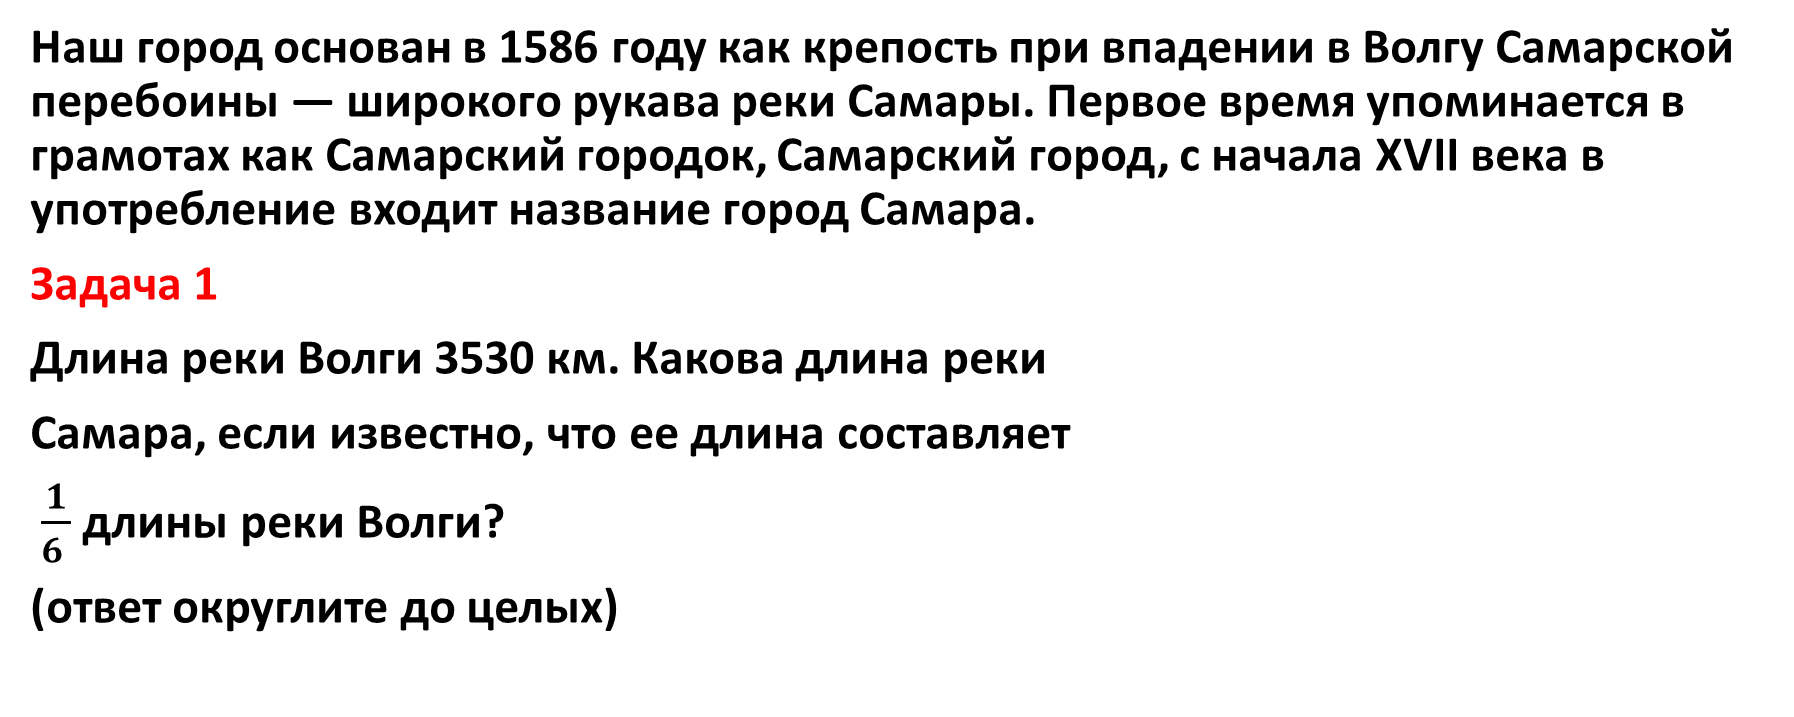 Наш город основан в 1586 году как крепость при впадении в Волгу Самарской
перебоины — широкого рукава реки Самары. Первое время упоминается в
грамотах как Самарский городок, Самарский город, с начала XVII века в
употребление входит название город Самара.
Задача 1
Длина реки Волги 3530 км. Какова длина реки
Самара, если известно, что ее длина составляет
1/6 длины реки Волги?
(ответ округлите до целых)